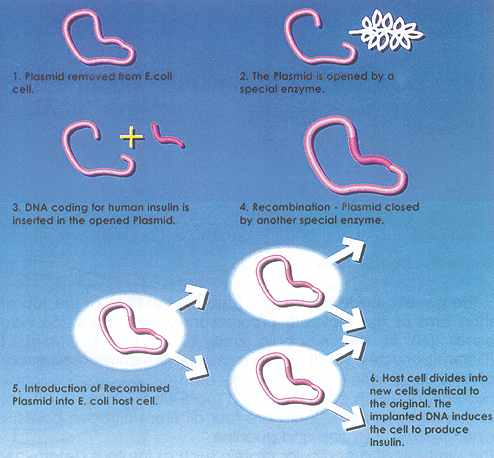 1. Plasmid removed from E.coli
cell.
2. The Plasmid is opened by a
special enzyme.
3. DNA coding for human insulin is
inserted in the opened Plasmid.
4. Recombination - Plasmid closed
by another special enzyme.
5. Introduction of Recombined
Plasmid into E. coli host cell.
6. Host cell divides into
new cells identical to
the original. The
implanted DNA induces
the cell to produce
Insulin.